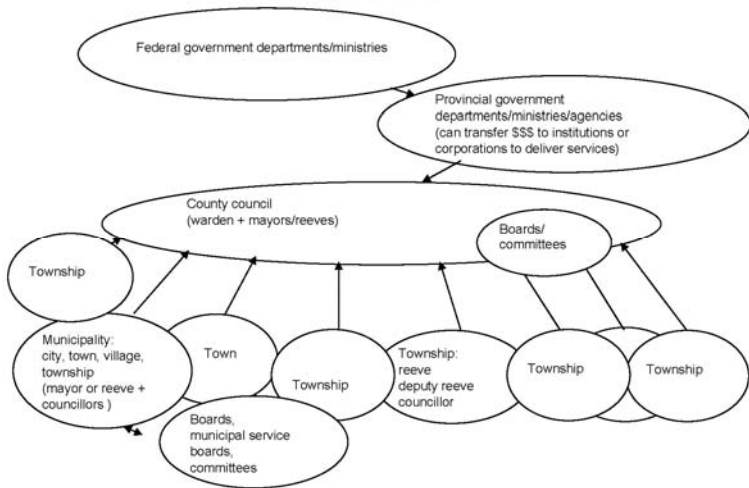 Federal government departments/ministries
Provincial government
departments/ministries/agencies
(can transfer $$$ to institutions or
corporations to deliver services)
County council
(warden + mayors/reeves)
Boards/
committees
Township
Municipality:
city, town, village,
township
(mayor or reeve +
councillors )
Town
Township
Township:
reeve
deputy reeve
councillor
Township
Township
Boards,
municipal service
boards,
committees